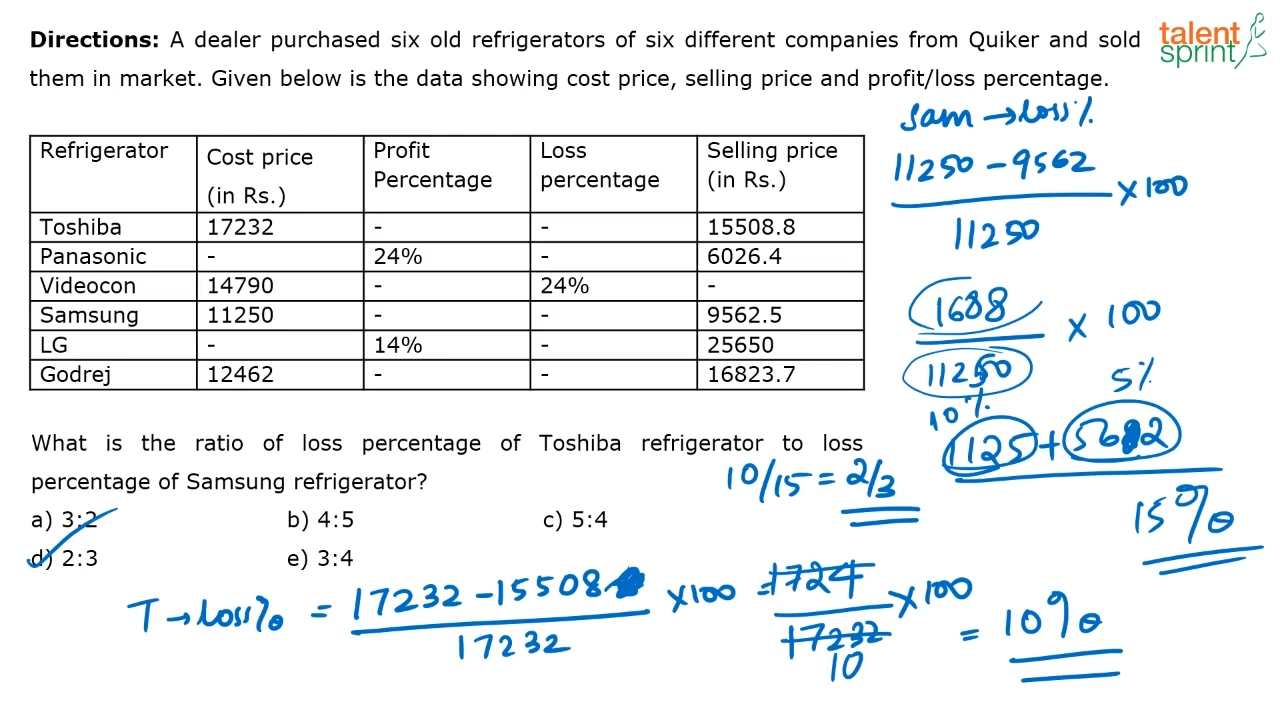 Directions: A dealer purchased six old refrigerators of six different companies from Quiker and sold
them in market. Given below is the data showing cost price, selling price and profit/loss percentage.
talent
sprint
Refrigerator Cost price (in Rs.) Profit Percentage Loss percentage Selling price (in Rs.)
Toshiba 17232 - - 15508.8
Panasonic - 24% - 6026.4
Videocon 14790 - 24% -
Samsung 11250 - - 9562.5
LG - 14% - 25650
Godrej 12462 - - 16823.7
Sam → loss%
11250 - 9562
× 100
11250
1688
× 100
11250
10% 5%
1125 +
15%
What is the ratio of loss percentage of Toshiba refrigerator to loss
percentage of Samsung refrigerator?
10/15 = 2/3
a) 3:2 b) 4:5 c) 5:4
d) 2:3 e) 3:4
T → Loss% = 17232 - 15508 × 100 = 1724 × 100 = 10%
17232 17232
10